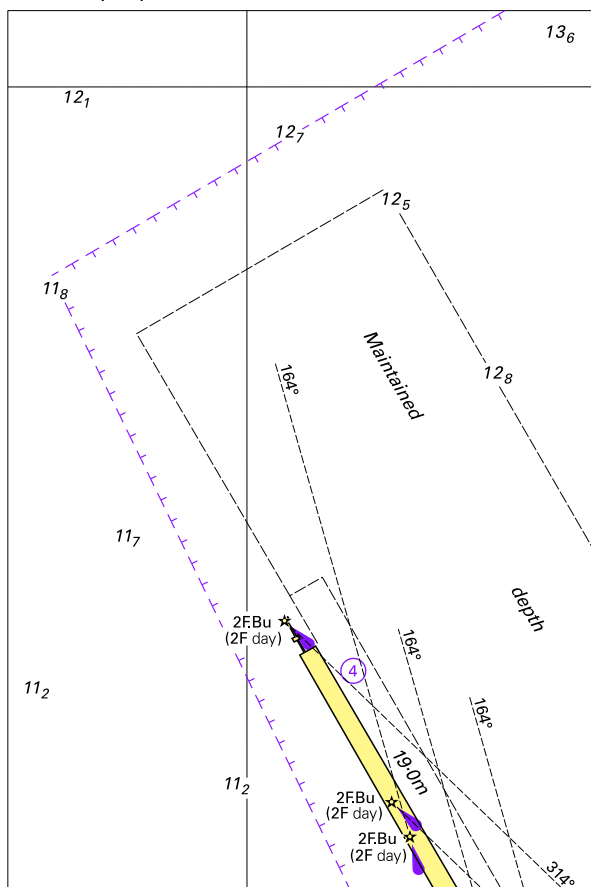 13₆
12₁
12₇
12₅
11₈
Maintained
164°
12₈
11₇
depth
2F.Bu
(2F day)
164°
4
11₂
164°
19·0m
11₂
2F.Bu
(2F day)
2F.Bu
(2F day)
314°